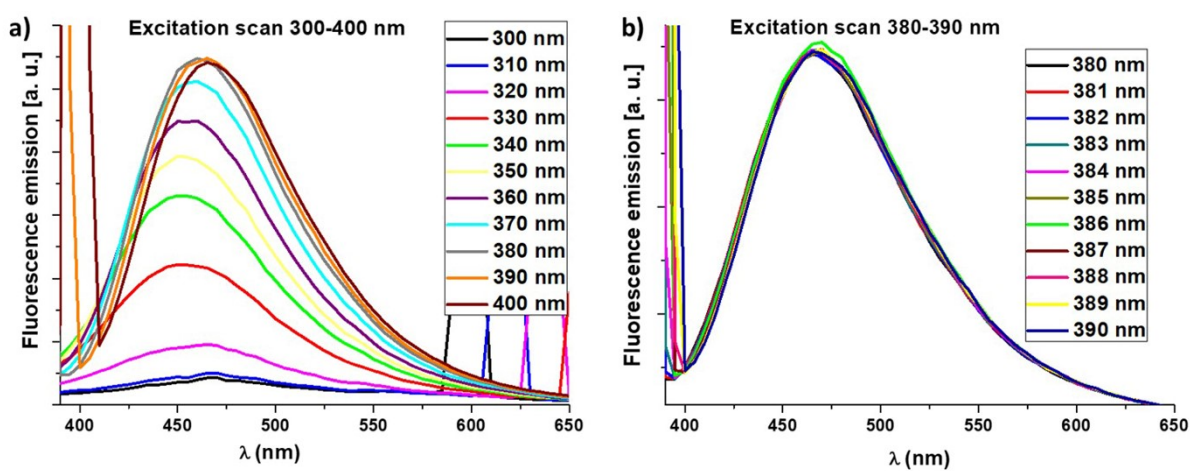 a)
Excitation scan 300-400 nm
Fluorescence emission [a. u.]
300 nm
310 nm
320 nm
330 nm
340 nm
350 nm
360 nm
370 nm
380 nm
390 nm
400 nm
400 450 500 550 600 650
λ (nm)
b)
Excitation scan 380-390 nm
Fluorescence emission [a. u.]
380 nm
381 nm
382 nm
383 nm
384 nm
385 nm
386 nm
387 nm
388 nm
389 nm
390 nm
400 450 500 550 600 650
λ (nm)